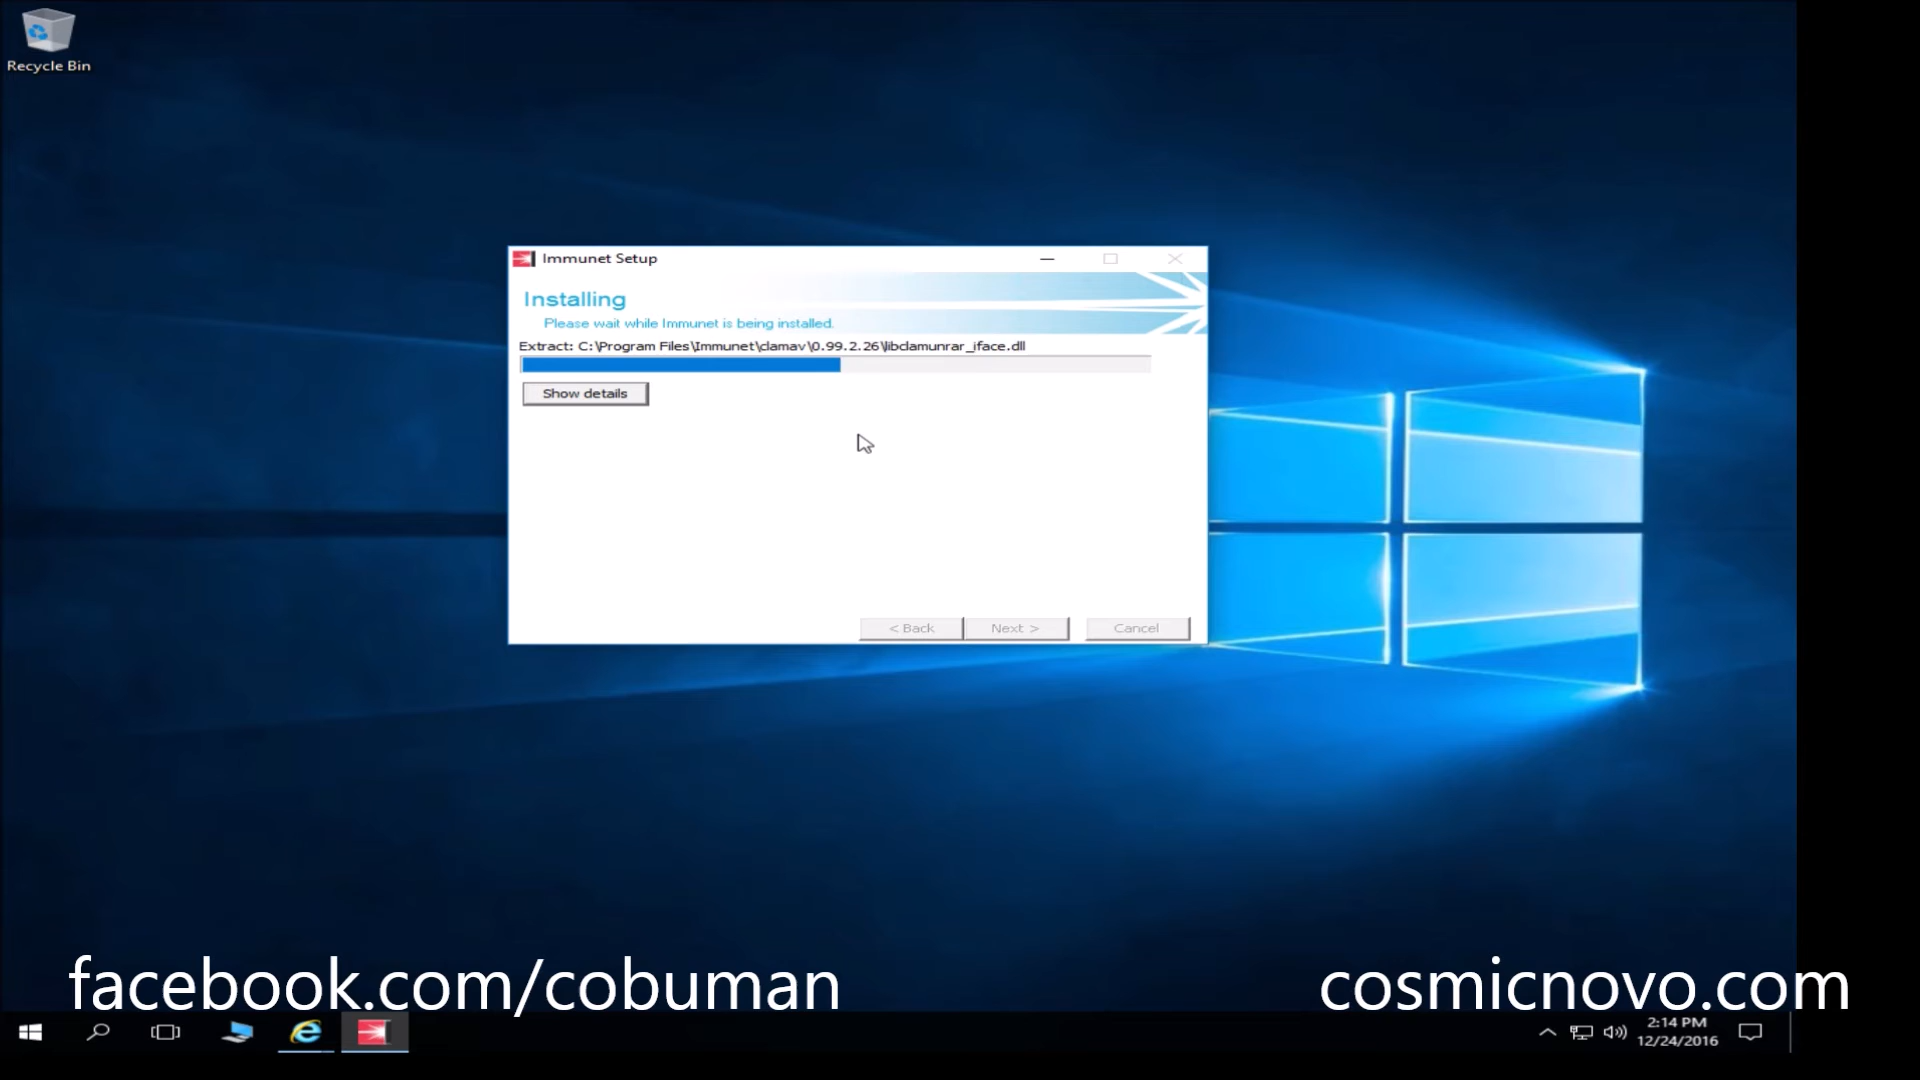 Recycle Bin
Immunet Setup
Installing
Please wait while Immunet is being installed.
Extract: C:\Program Files\Immunet\clamav\0.99.2.26\libclamunrar_iface.dll
Show details
< Back
Next >
Cancel
facebook.com/cobuman
cosmicnovo.com
2:14 PM
12/24/2016